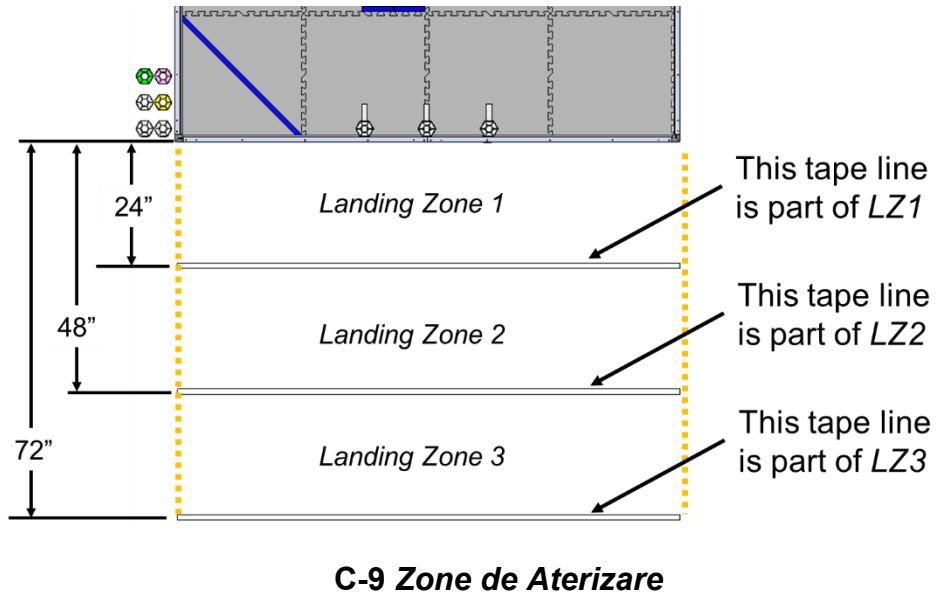 24”
Landing Zone 1
This tape line
is part of LZ1
48”
Landing Zone 2
This tape line
is part of LZ2
72”
Landing Zone 3
This tape line
is part of LZ3
C-9 Zone de Aterizare